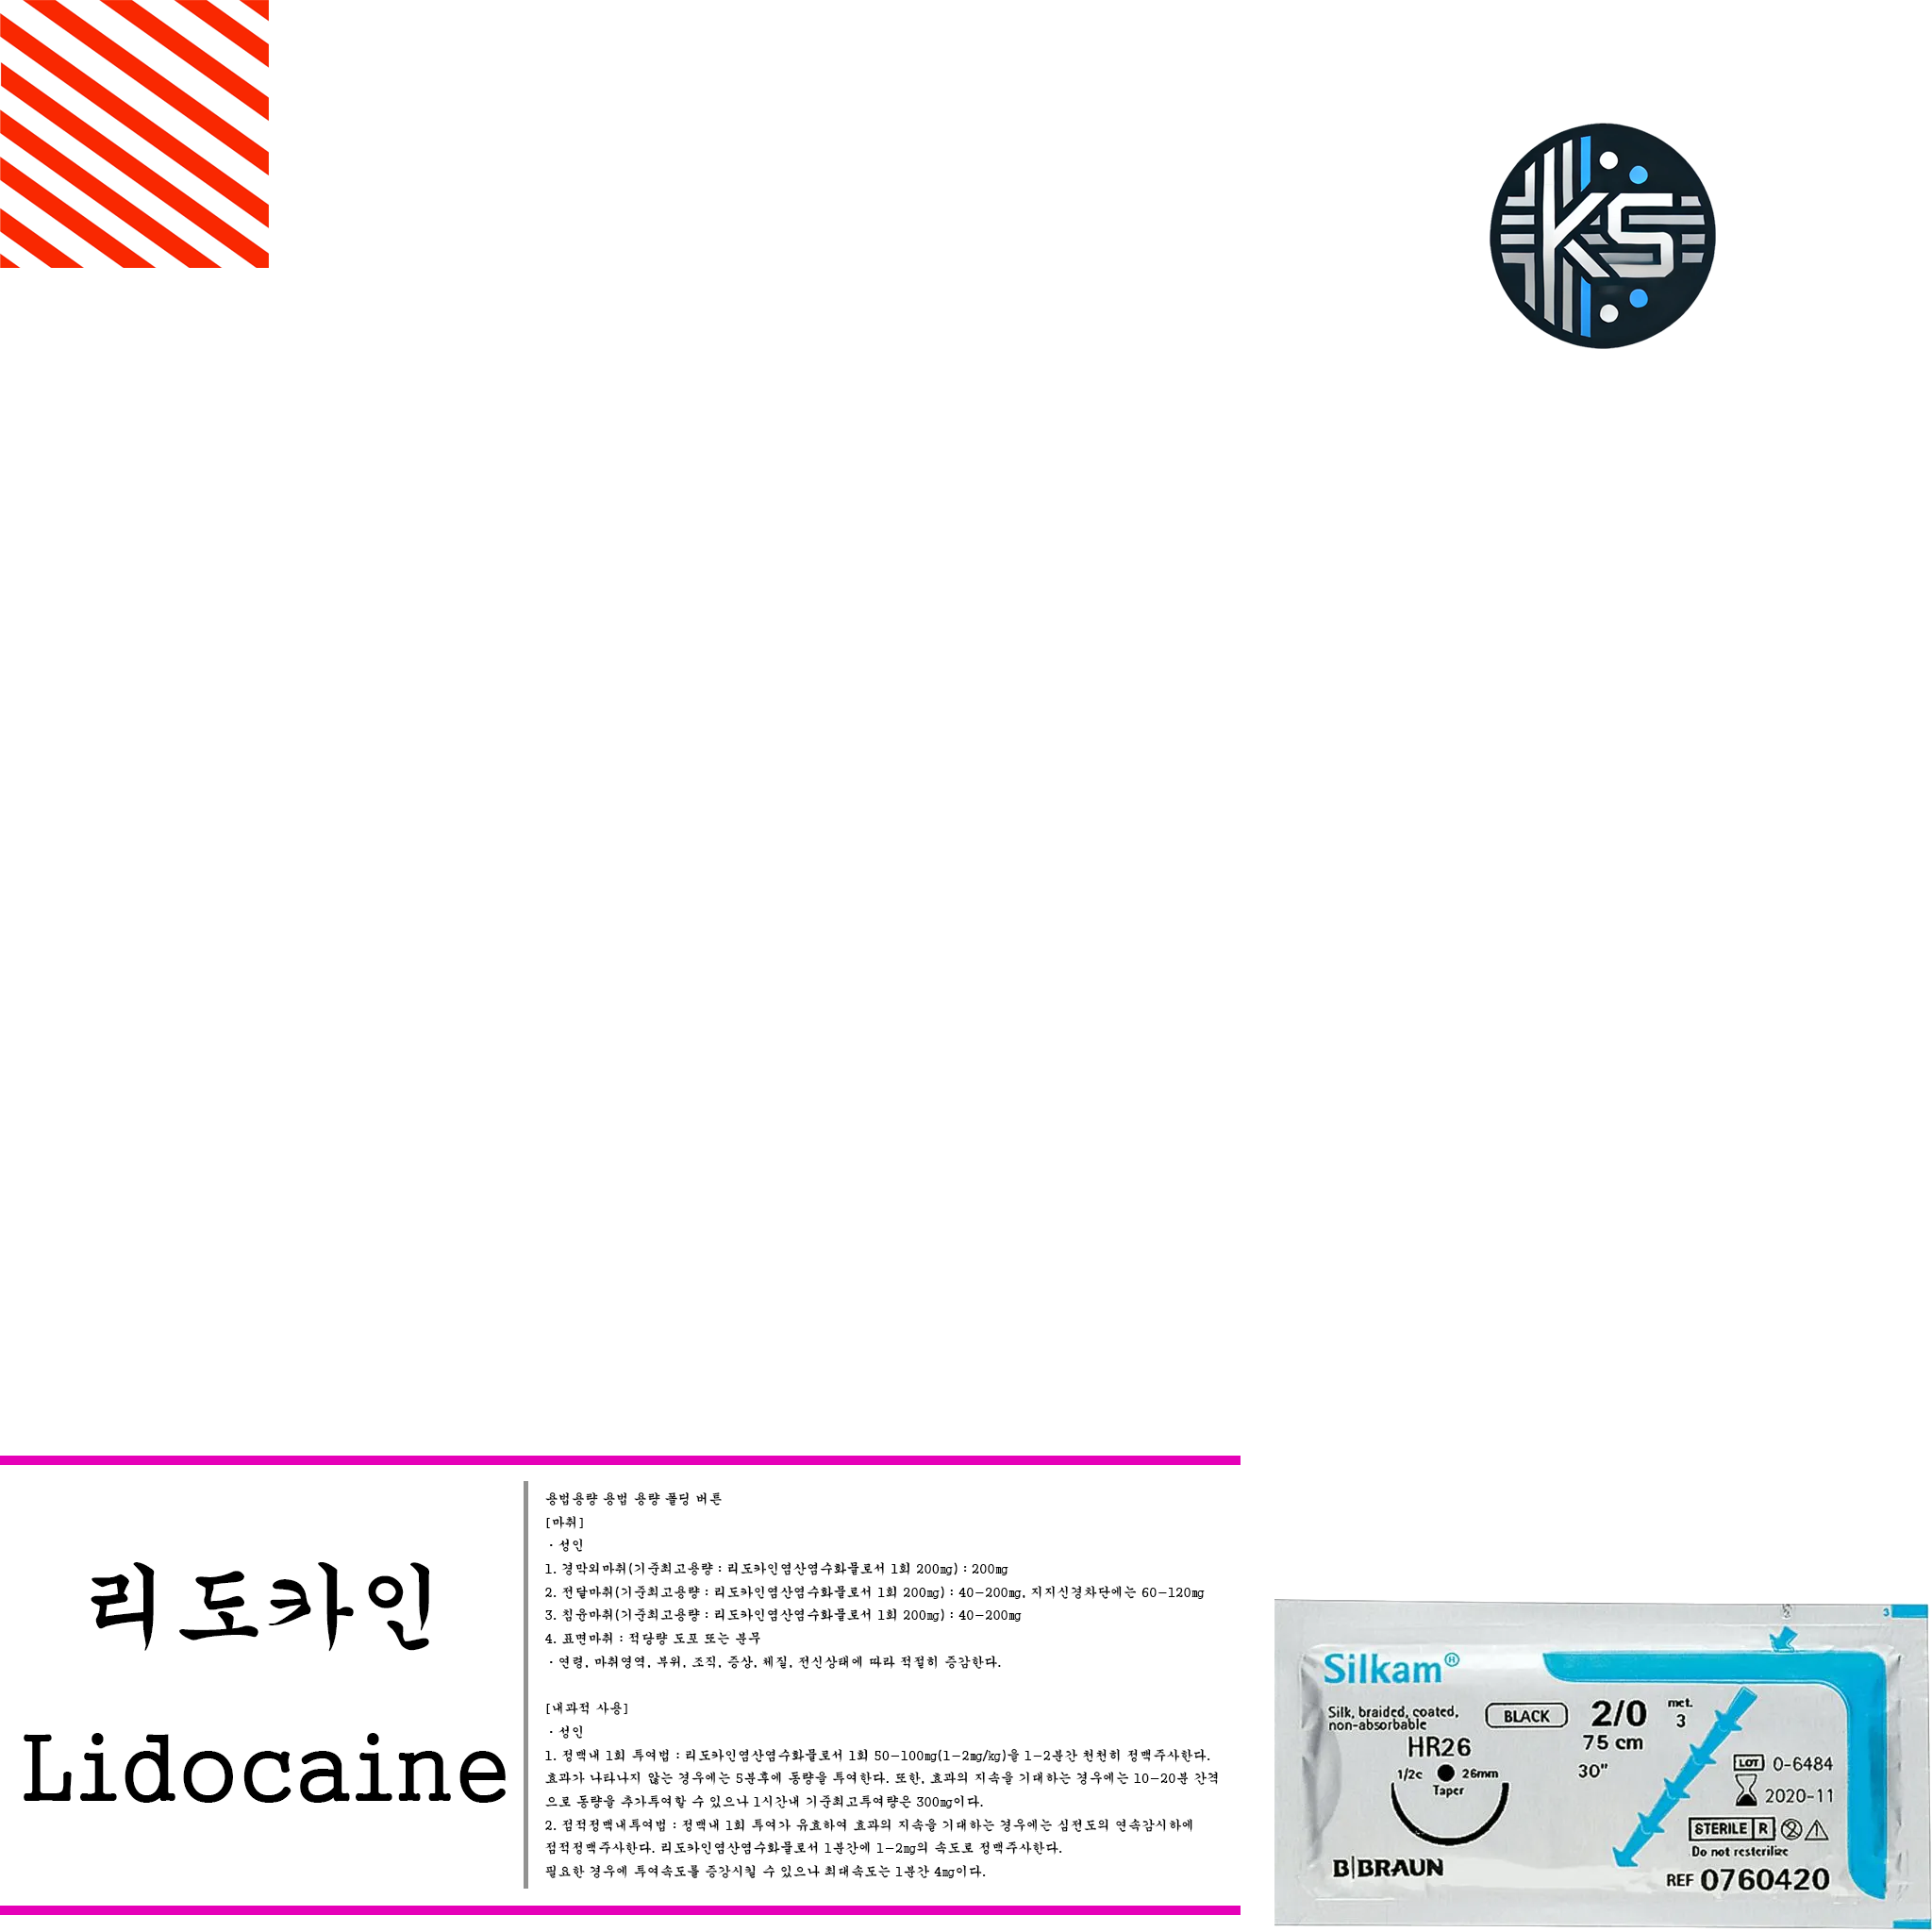 KS
리도카인
Lidocaine
용법용량 용법 용량 폴딩 버튼
[마취]
· 성인
1. 경막외마취(기준최고용량 : 리도카인염산염수화물로서 1회 200mg) : 200mg
2. 전달마취(기준최고용량 : 리도카인염산염수화물로서 1회 200mg) : 40-200mg, 지지신경차단에는 60-120mg
3. 침윤마취(기준최고용량 : 리도카인염산염수화물로서 1회 200mg) : 40-200mg
4. 표면마취 : 적당량 도포 또는 분무
· 연령, 마취영역, 부위, 조직, 증상, 체질, 전신상태에 따라 적절히 증감한다.
[내과적 사용]
· 성인
1. 정맥내 1회 투여법 : 리도카인염산염수화물로서 1회 50-100mg(1-2mg/kg)을 1-2분간 천천히 정맥주사한다.
효과가 나타나지 않는 경우에는 5분후에 동량을 투여한다. 또한, 효과의 지속을 기대하는 경우에는 10-20분 간격
으로 동량을 추가투여할 수 있으나 1시간내 기준최고투여량은 300mg이다.
2. 점적정맥내투여법 : 정맥내 1회 투여가 유효하여 효과의 지속을 기대하는 경우에는 심전도의 연속감시하에
점적정맥주사한다. 리도카인염산염수화물로서 1분간에 1-2mg의 속도로 정맥주사한다.
필요한 경우에 투여속도를 증강시킬 수 있으나 최대속도는 1분간 4mg이다.
3
Silkam®
Silk, braided, coated,
non-absorbable
BLACK
2/0
met.
3
HR26
75 cm
1/2c
26mm
30"
Taper
LOT 0-6484
2020-11
STERILE R
Do not resterilize
B|BRAUN
REF 0760420